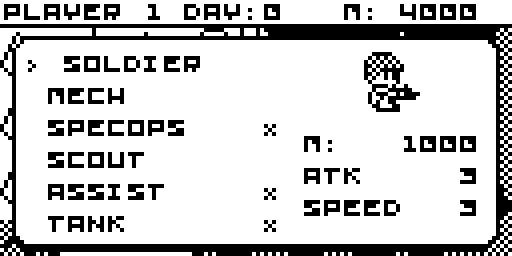 PLAYER 1 DAY:0 M: 4000
> SOLDIER
MECH
SPECOPS x
SCOUT
ASSIST x
TANK x
M: 1000
ATK 3
SPEED 3